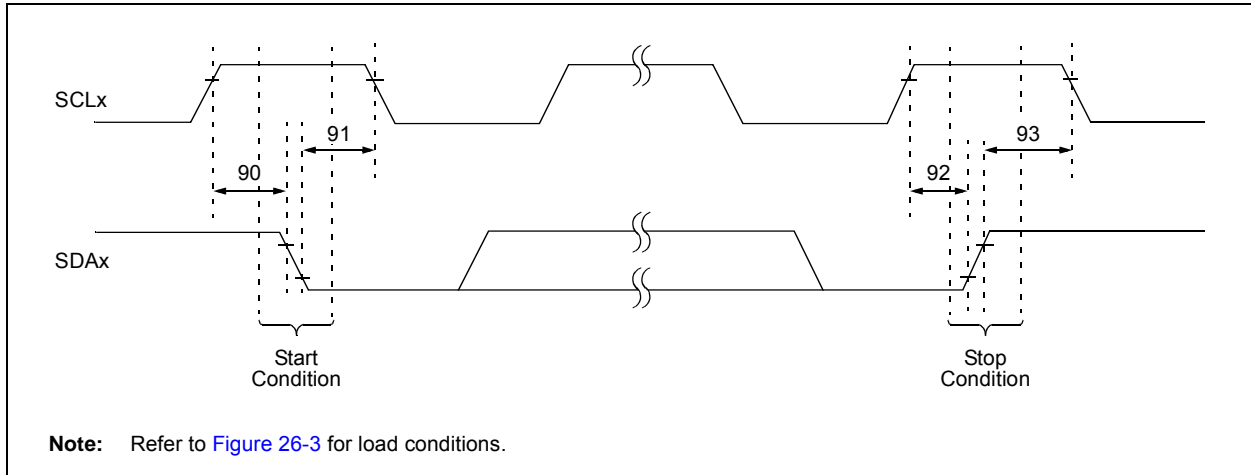 SCLx
91
93
90
92
SDAx
Start
Condition
Stop
Condition
Note: Refer to Figure 26-3 for load conditions.